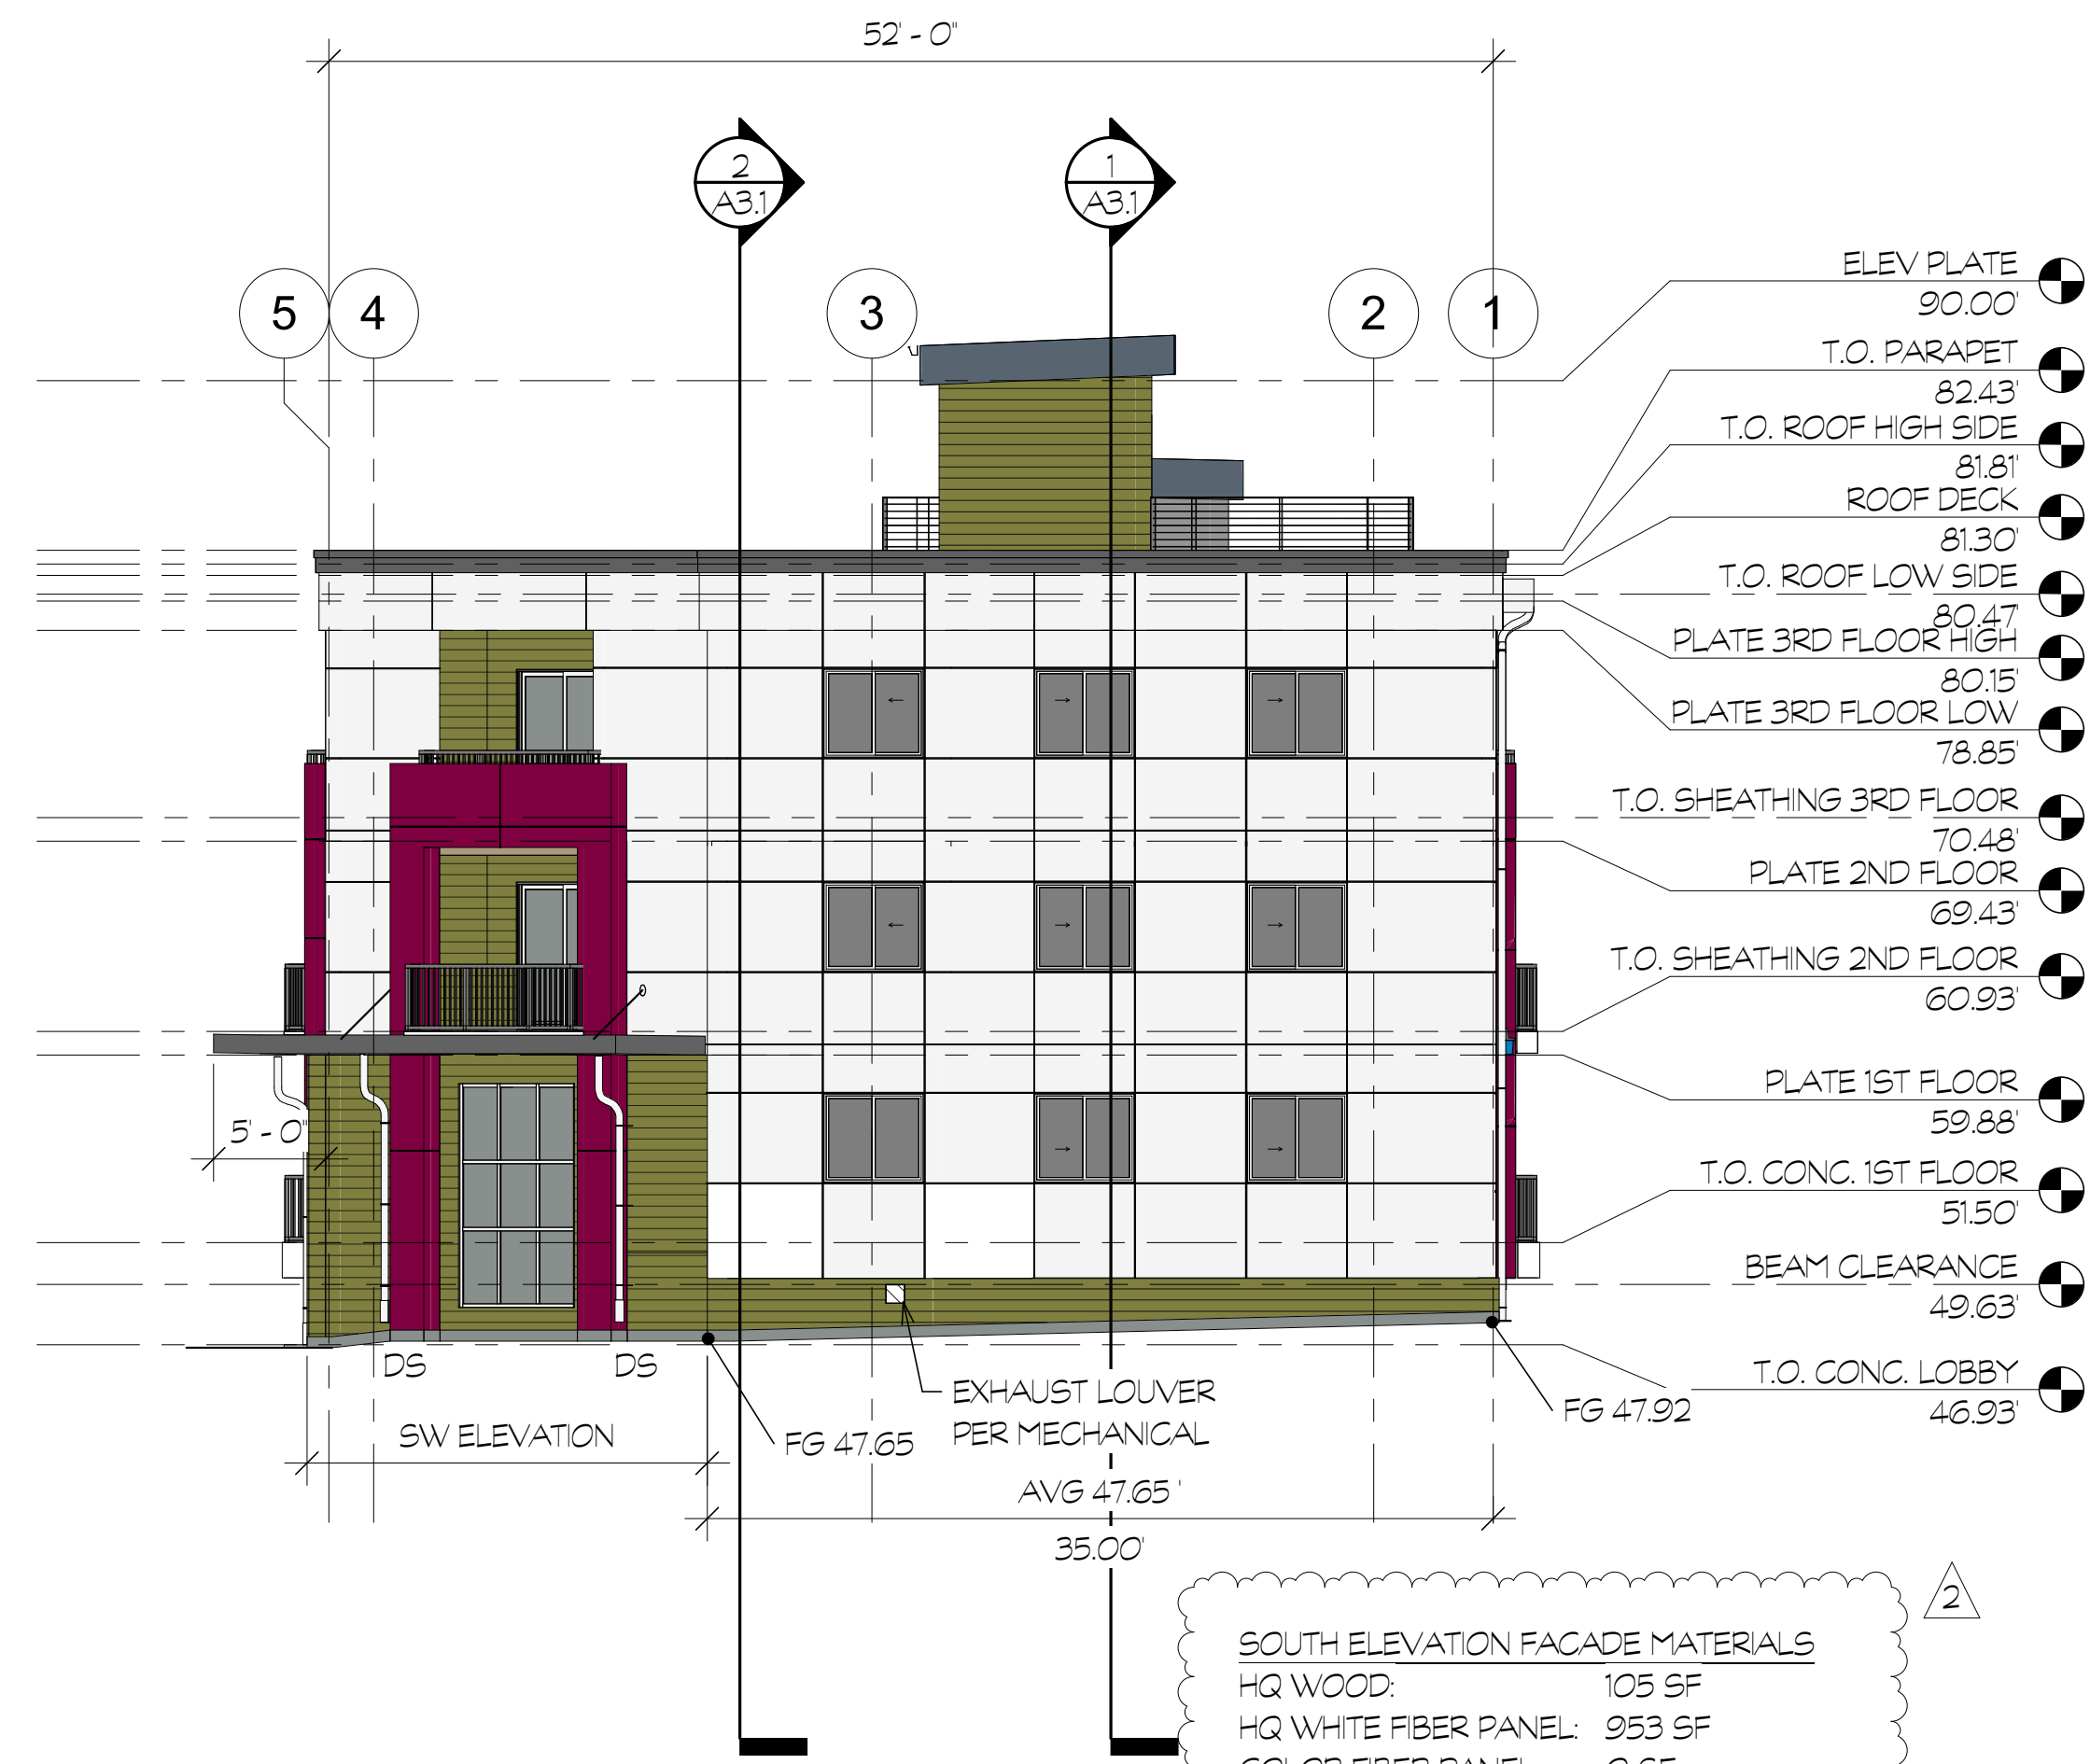 52' - 0"
2
A3.1
1
A3.1
5
4
3
2
1
ELEV PLATE
90.00'
T.O. PARAPET
82.43'
T.O. ROOF HIGH SIDE
81.81'
ROOF DECK
81.30'
T.O. ROOF LOW SIDE
80.47'
PLATE 3RD FLOOR HIGH
80.15'
PLATE 3RD FLOOR LOW
78.85'
T.O. SHEATHING 3RD FLOOR
70.48'
PLATE 2ND FLOOR
69.43'
T.O. SHEATHING 2ND FLOOR
60.93'
PLATE 1ST FLOOR
59.88'
5' - 0"
T.O. CONC. 1ST FLOOR
51.50'
BEAM CLEARANCE
49.63'
T.O. CONC. LOBBY
46.93'
DS
DS
EXHAUST LOUVER
PER MECHANICAL
FG 47.92
SW ELEVATION
FG 47.65
AVG 47.65 '
35.00'
2
SOUTH ELEVATION FACADE MATERIALS
HQ WOOD: 105 SF
HQ WHITE FIBER PANEL: 953 SF